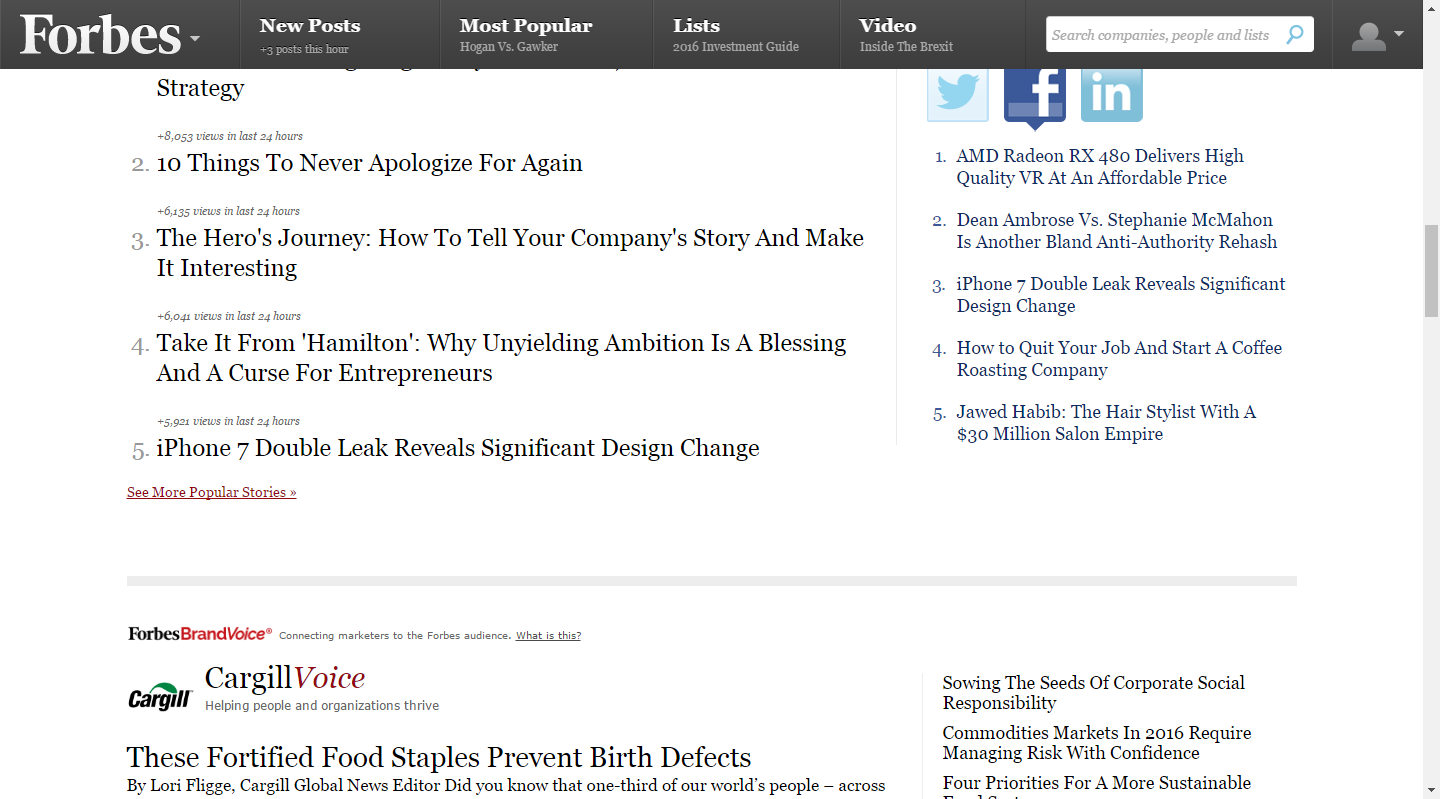 Forbes
New Posts
+3 posts this hour
Most Popular
Hogan Vs. Gawker
Lists
2016 Investment Guide
Video
Inside The Brexit
Search companies, people and lists
Strategy
+8,053 views in last 24 hours
2. 10 Things To Never Apologize For Again
+6,135 views in last 24 hours
3. The Hero's Journey: How To Tell Your Company's Story And Make
It Interesting
+6,041 views in last 24 hours
4. Take It From 'Hamilton': Why Unyielding Ambition Is A Blessing
And A Curse For Entrepreneurs
+5,921 views in last 24 hours
5. iPhone 7 Double Leak Reveals Significant Design Change
See More Popular Stories »
f
in
1. AMD Radeon RX 480 Delivers High
Quality VR At An Affordable Price
2. Dean Ambrose Vs. Stephanie McMahon
Is Another Bland Anti-Authority Rehash
3. iPhone 7 Double Leak Reveals Significant
Design Change
4. How to Quit Your Job And Start A Coffee
Roasting Company
5. Jawed Habib: The Hair Stylist With A
$30 Million Salon Empire
ForbesBrandVoice® Connecting marketers to the Forbes audience. What is this?
Cargill
CargillVoice
Helping people and organizations thrive
These Fortified Food Staples Prevent Birth Defects
By Lori Fligge, Cargill Global News Editor Did you know that one-third of our world's people – across
Sowing The Seeds Of Corporate Social
Responsibility
Commodities Markets In 2016 Require
Managing Risk With Confidence
Four Priorities For A More Sustainable